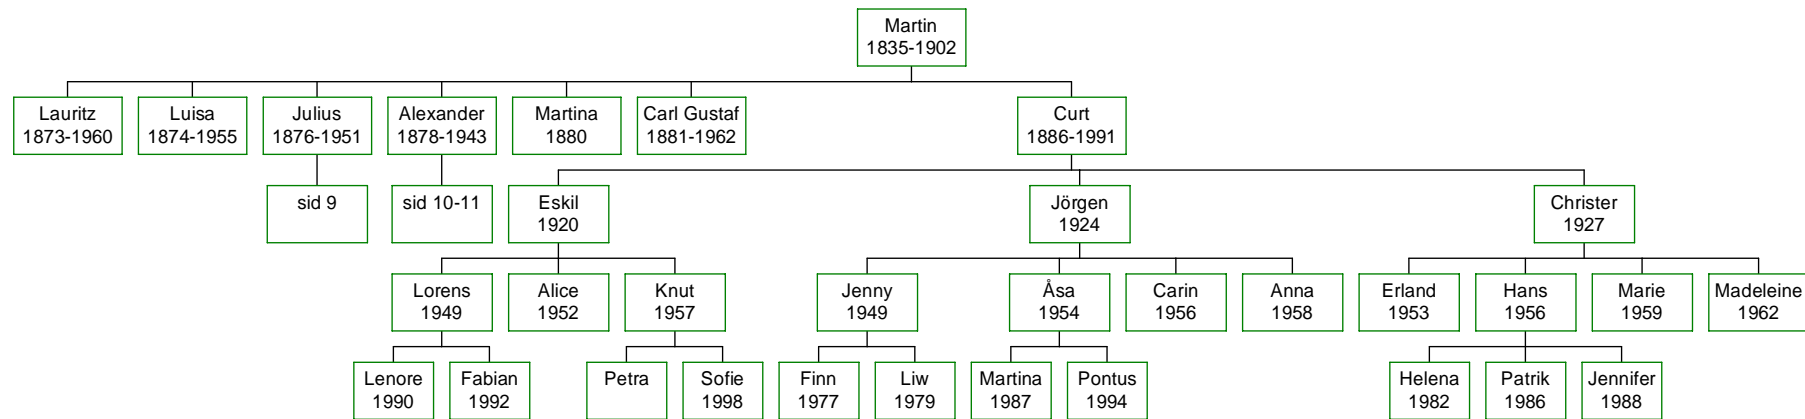 Martin
1835-1902
Lauritz
1873-1960
Luisa
1874-1955
Julius
1876-1951
Alexander
1878-1943
Martina
1880
Carl Gustaf
1881-1962
Curt
1886-1991
sid 9
sid 10-11
Eskil
1920
Jörgen
1924
Christer
1927
Lorens
1949
Alice
1952
Knut
1957
Jenny
1949
Åsa
1954
Carin
1956
Anna
1958
Erland
1953
Hans
1956
Marie
1959
Madeleine
1962
Lenore
1990
Fabian
1992
Petra
Sofie
1998
Finn
1977
Liw
1979
Martina
1987
Pontus
1994
Helena
1982
Patrik
1986
Jennifer
1988